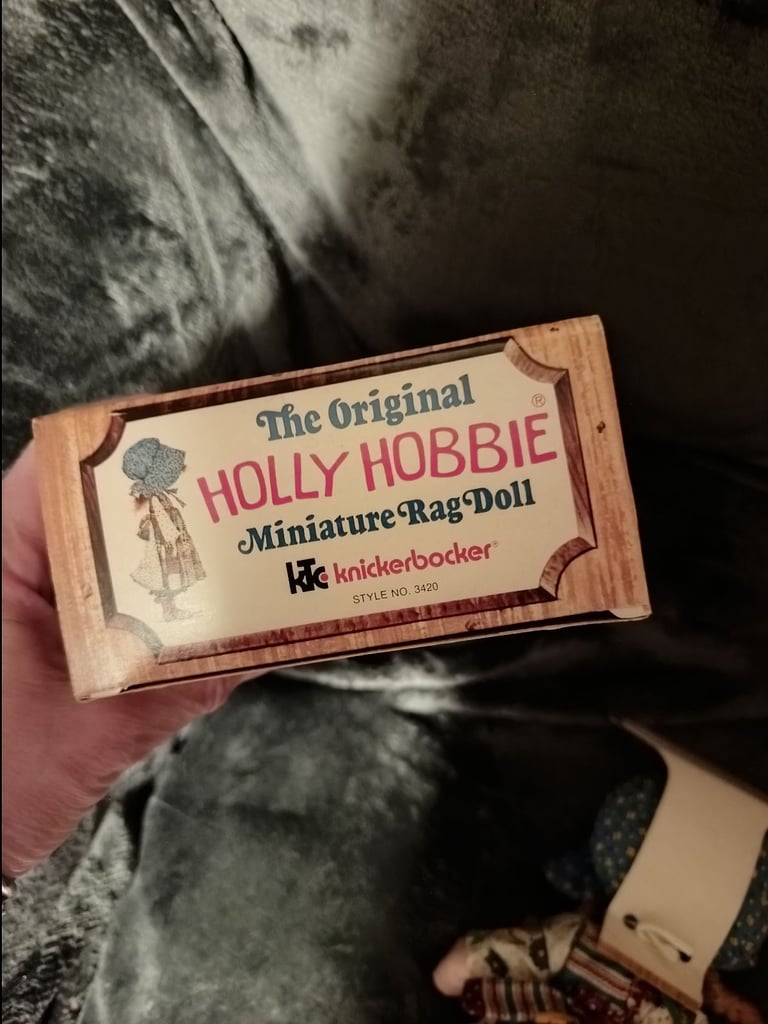 The Original
HOLLY HOBBIE®
Miniature Rag Doll
kTc knickerbocker®
STYLE NO. 3420